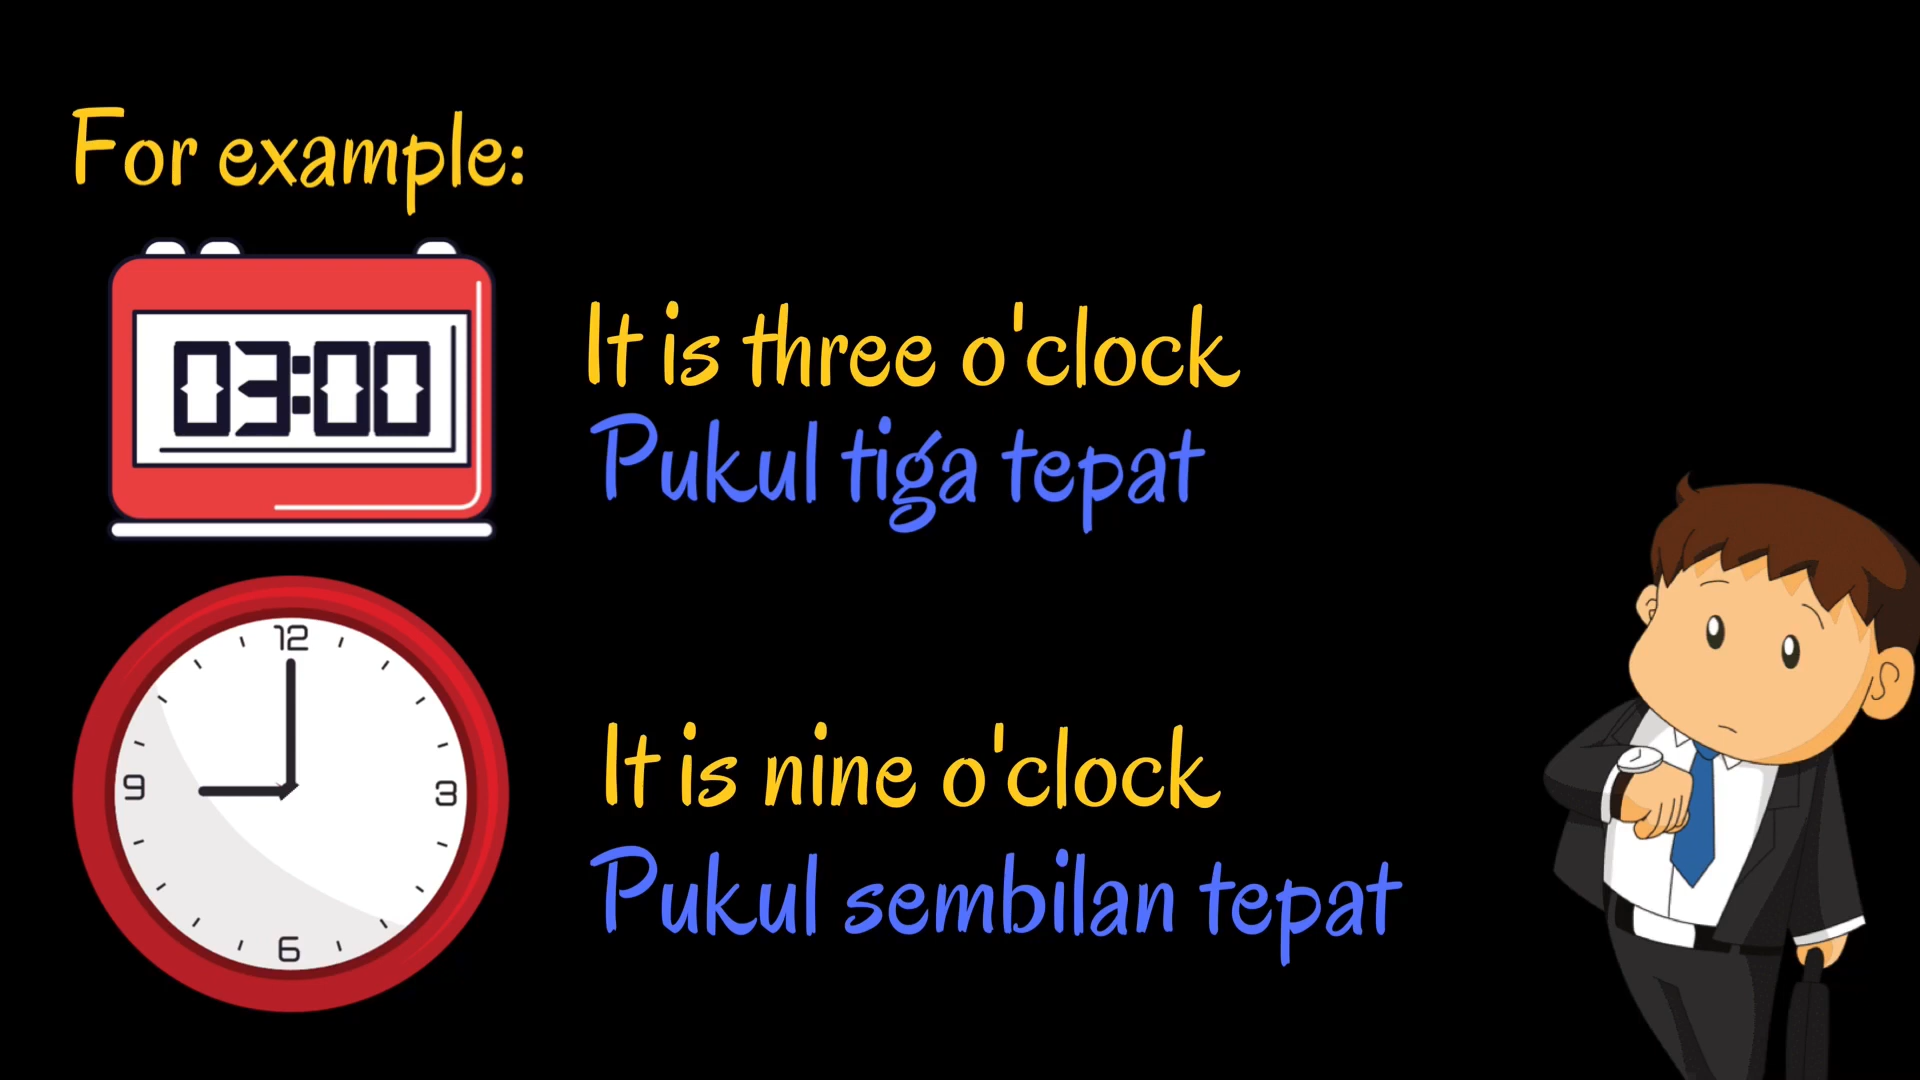 For example:
03:00
It is three o'clock
Pukul tiga tepat
12
9
3
6
It is nine o'clock
Pukul sembilan tepat